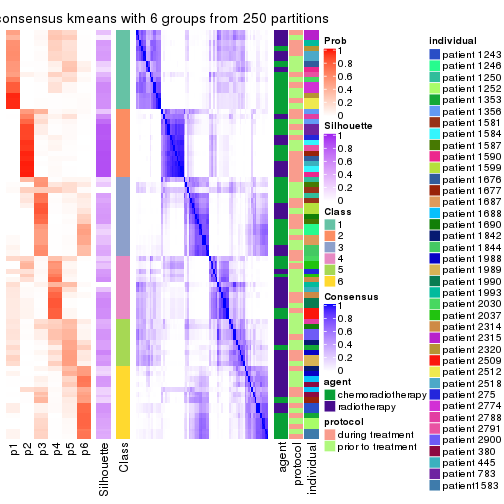 consensus kmeans with 6 groups from 250 partitions
Prob
1
0.8
0.6
0.4
0.2
0
Silhouette
1
0.8
0.6
0.4
0.2
0
Class
1
2
3
4
5
6
Consensus
1
0.8
0.6
0.4
0.2
0
agent
chemoradiotherapy
radiotherapy
protocol
during treatment
prior to treatment
individual
patient 1243
patient 1246
patient 1250
patient 1252
patient 1353
patient 1356
patient 1581
patient 1584
patient 1587
patient 1590
patient 1599
patient 1676
patient 1677
patient 1687
patient 1688
patient 1690
patient 1842
patient 1844
patient 1988
patient 1989
patient 1990
patient 1993
patient 2030
patient 2037
patient 2314
patient 2315
patient 2320
patient 2509
patient 2512
patient 2518
patient 275
patient 2774
patient 2788
patient 2791
patient 2900
patient 380
patient 445
patient 783
patient1583
p1
p2
p3
p4
p5
p6
Silhouette
Class
agent
protocol
individual